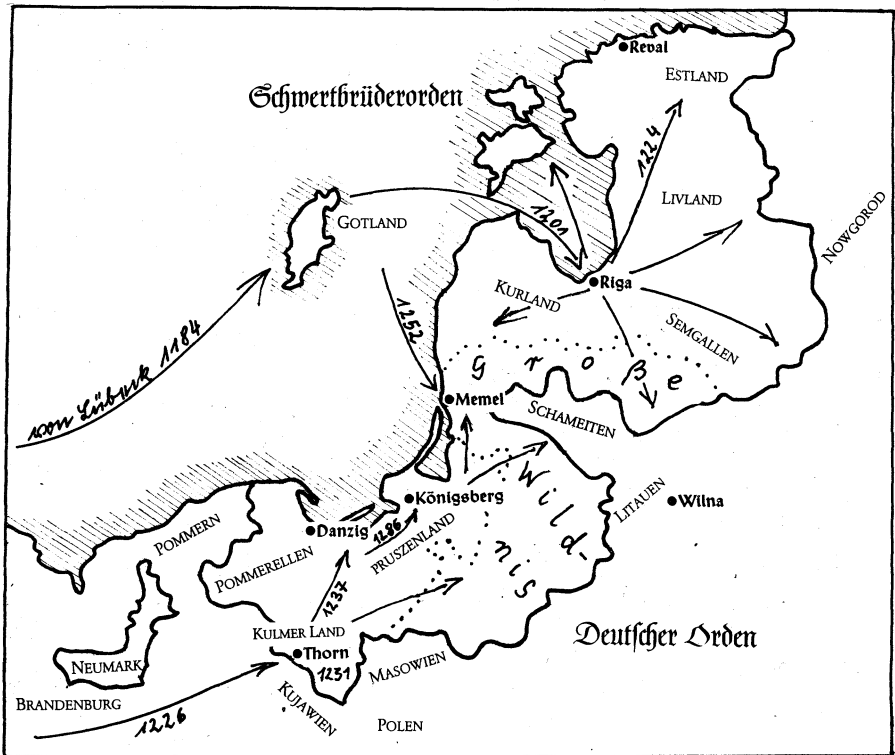 Reval
ESTLAND
Schwertbrüderorden
1224
LIVLAND
1201
GOTLAND
NOWGOROD
Riga
KURLAND
1252
SEMGALLEN
von Lübeck 1184
Große
Memel
SCHAMEITEN
Wild-
nis
Königsberg
LITAUEN
Wilna
Danzig
1286
PRUSZENLAND
POMMERN
POMMERELLEN
1237
KULMER LAND
Deutſcher Orden
Thorn
1231
MASOWIEN
NEUMARK
BRANDENBURG
1226
KUJAWIEN
POLEN